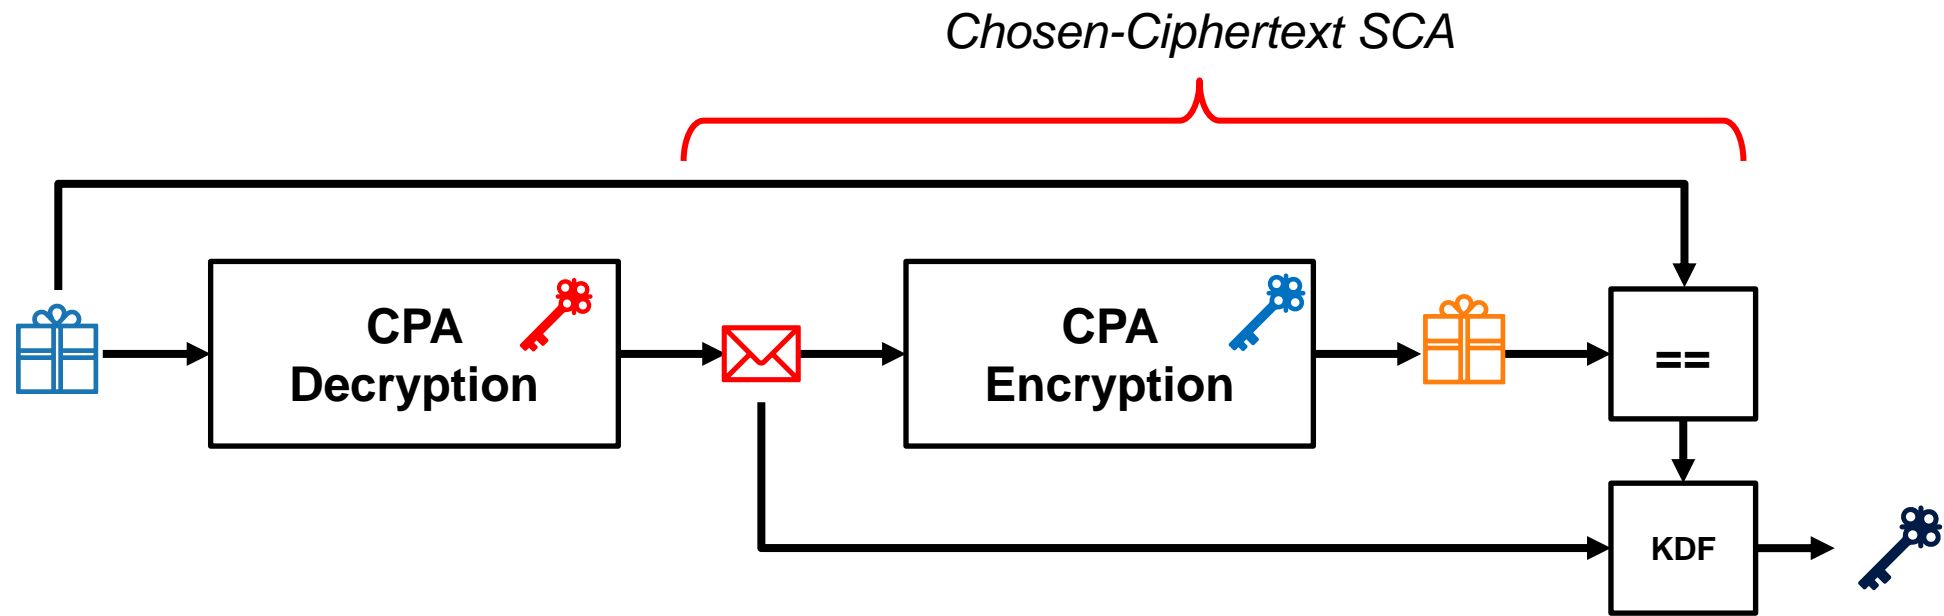 Chosen-Ciphertext SCA
CPA
Decryption
CPA
Encryption
==
KDF